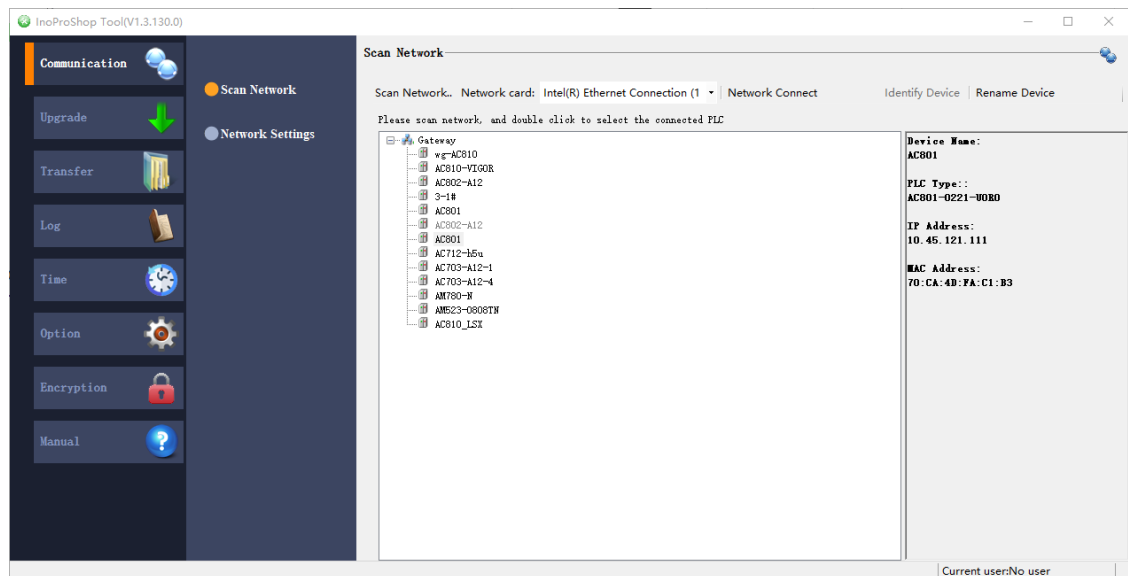 InoProShop Tool(V1.3.130.0)
Communication
Upgrade
Transfer
Log
Time
Option
Encryption
Manual
Scan Network
Network Settings
Scan Network
Scan Network.. Network card: Intel(R) Ethernet Connection (1 Network Connect Identify Device Rename Device
Please scan network, and double click to select the connected PLC
Gateway
wg-AC810
AC810-VIGOR
AC802-A12
3-1#
AC801
AC802-A12
AC801
AC712-h5u
AC703-A12-1
AC703-A12-4
AM780-N
AM523-0808TN
AC810_LSX
Device Name:
AC801
PLC Type::
AC801-0221-U0R0
IP Address:
10.45.121.111
MAC Address:
70:CA:4D:FA:C1:B3
Current user:No user